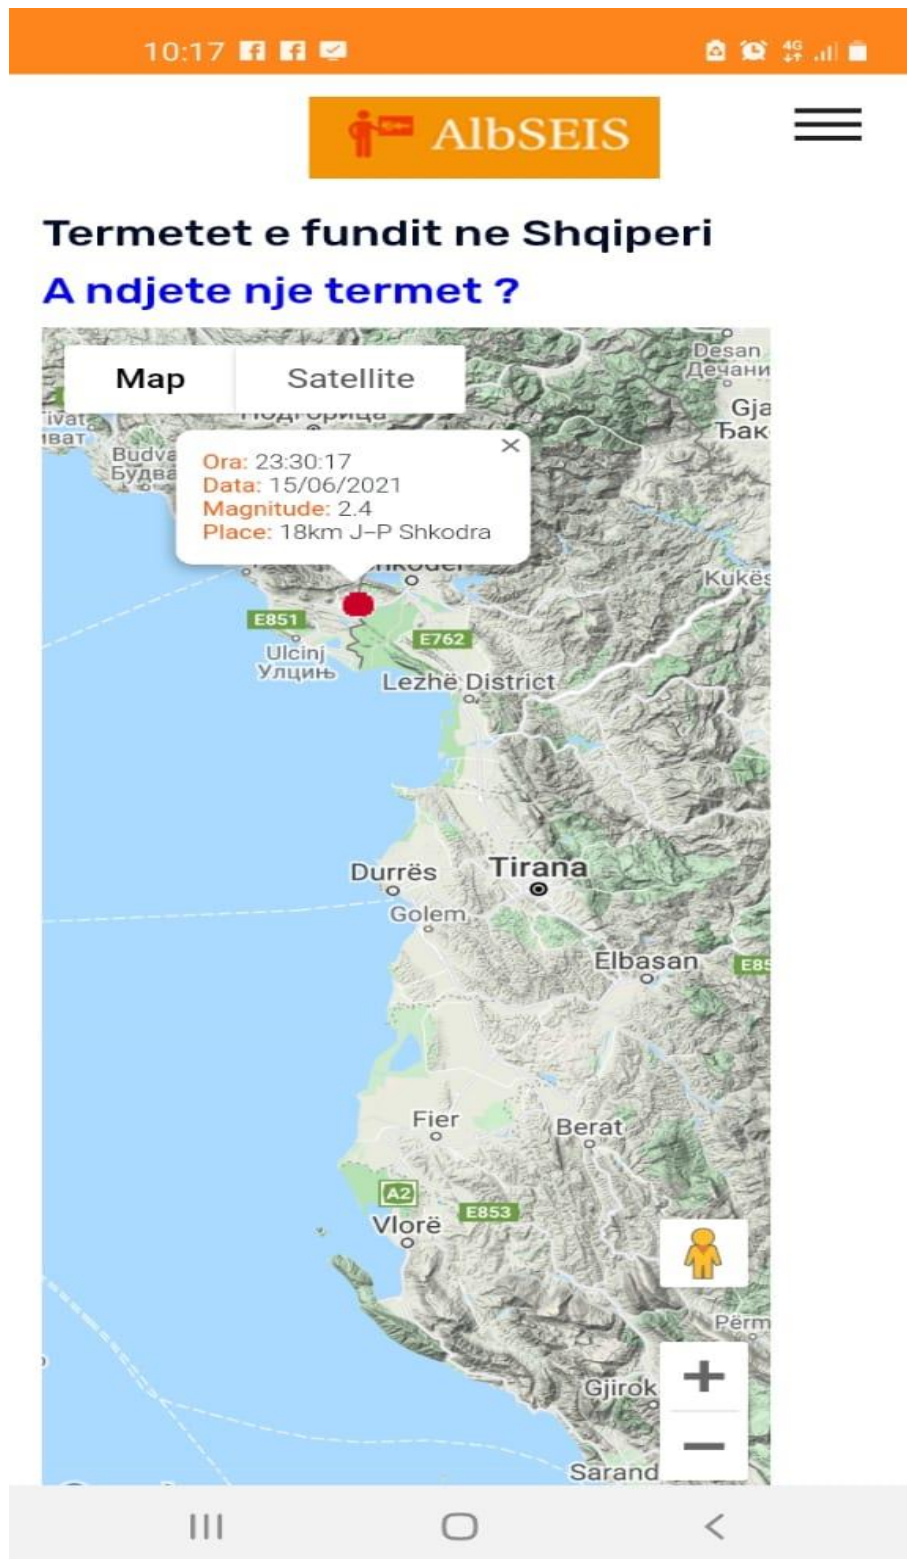 10:17
4G
AlbSEIS
Termetet e fundit ne Shqiperi
A ndjete nje termet ?
Map
Satellite
Desan
Дечани
Gja
Ђак
Budva
Будва
Ora: 23:30:17
Data: 15/06/2021
Magnitude: 2.4
Place: 18km J–P Shkodra
Kukës
E851
E762
Ulcinj
Улцињ
Lezhë District
Durrës
Tirana
Golem
Elbasan
Fier
Berat
A2
Vlorë
E853
Përm
Gjirok
Sarand